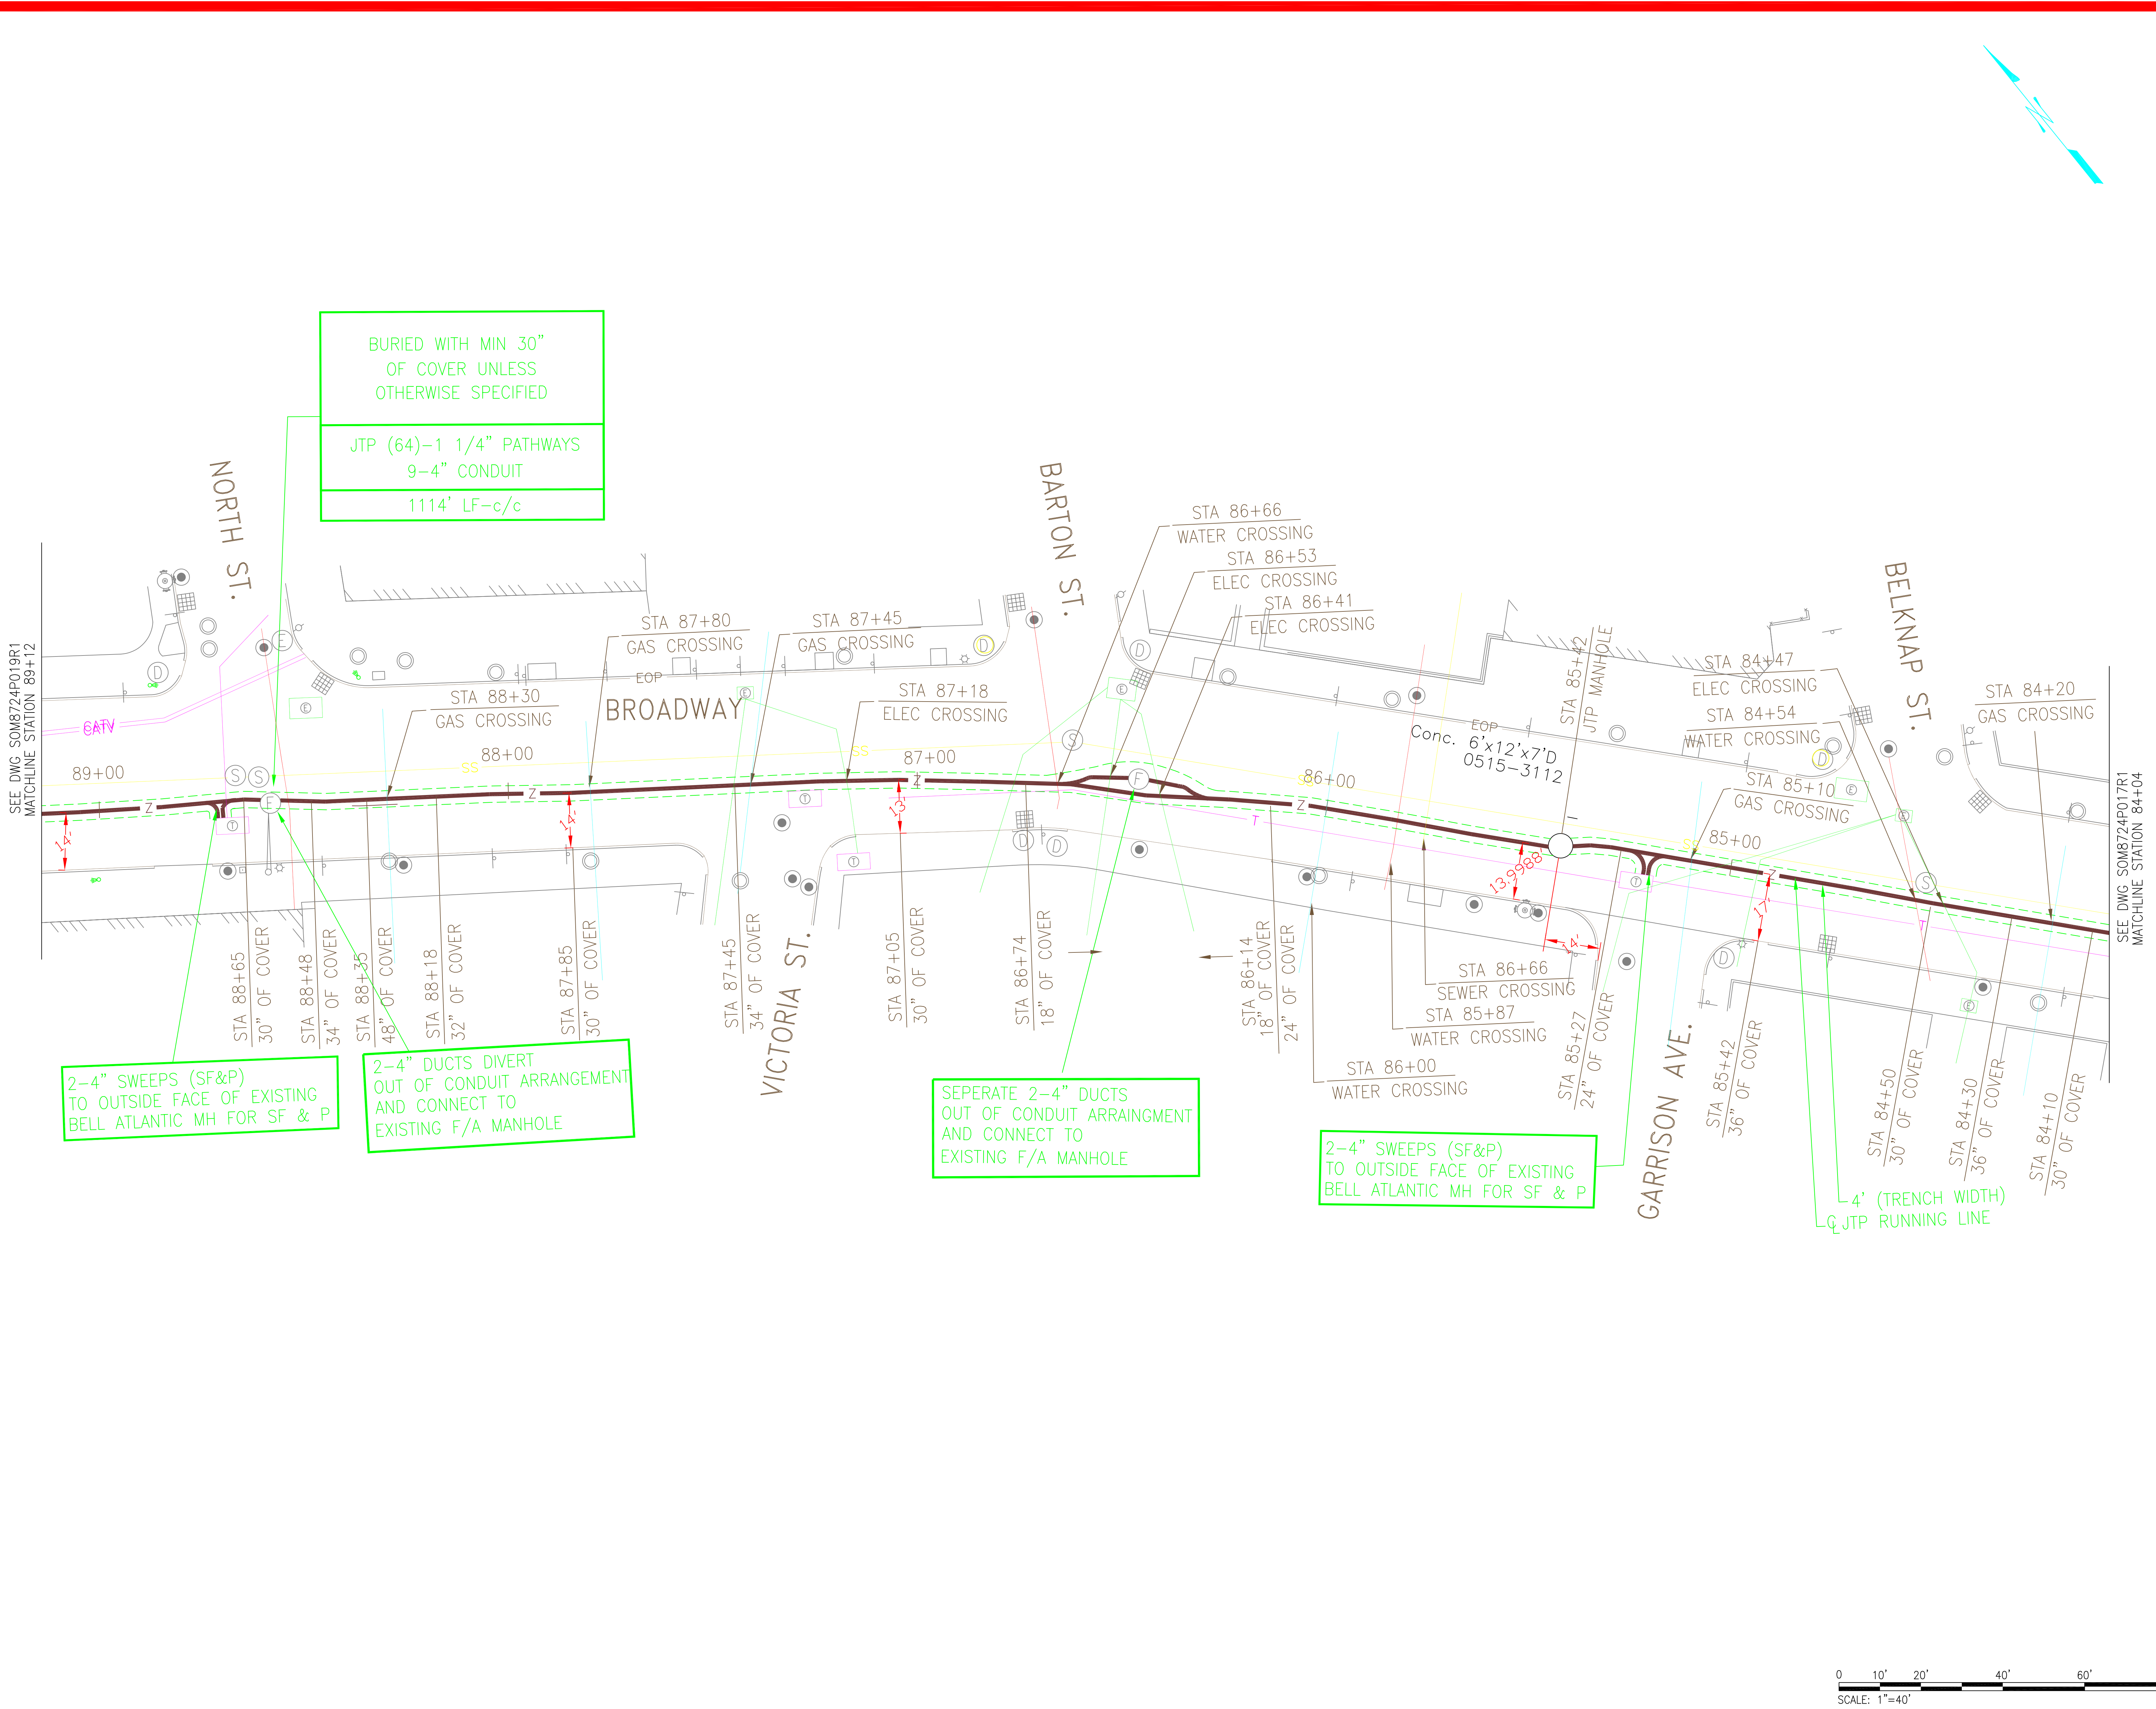 BURIED WITH MIN 30"
OF COVER UNLESS
OTHERWISE SPECIFIED
JTP (64)-1 1/4" PATHWAYS
9-4" CONDUIT
1114' LF-c/c
NORTH ST.
BARTON ST.
BELKNAP ST.
STA 86+66
WATER CROSSING
STA 86+53
ELEC CROSSING
STA 86+41
ELEC CROSSING
STA 87+80
GAS CROSSING
STA 87+45
GAS CROSSING
STA 85+42
JTP MANHOLE
STA 84+47
ELEC CROSSING
STA 84+54
WATER CROSSING
STA 84+20
GAS CROSSING
SEE DWG SOM8724P019R1
MATCHLINE STATION 89+12
CATV
CATV
EOP
BROADWAY
STA 88+30
GAS CROSSING
STA 87+18
ELEC CROSSING
EOP
Conc. 6'x12'x7'D
0515-3112
STA 85+10
GAS CROSSING
SEE DWG SOM8724P017R1
MATCHLINE STATION 84+04
89+00
88+00
87+00
86+00
85+00
SS
SS
SS
SS
Z
Z
Z
Z
Z
T
T
D
E
E
E
D
D
E
D
E
E
S
S
S
S
F
F
T
T
T
T
D
D
D
E
I
14'
14'
13'
13.9988'
14'
17'
STA 88+65
30" OF COVER
STA 88+48
34" OF COVER
STA 88+35
48" OF COVER
STA 88+18
32" OF COVER
STA 87+85
30" OF COVER
STA 87+45
34" OF COVER
VICTORIA ST.
STA 87+05
30" OF COVER
STA 86+74
18" OF COVER
STA 86+14
18" OF COVER
24" OF COVER
STA 86+66
SEWER CROSSING
STA 85+87
WATER CROSSING
STA 86+00
WATER CROSSING
STA 85+27
24" OF COVER
GARRISON AVE.
STA 85+42
36" OF COVER
STA 84+50
30" OF COVER
STA 84+30
36" OF COVER
STA 84+10
30" OF COVER
2-4" SWEEPS (SF&P)
TO OUTSIDE FACE OF EXISTING
BELL ATLANTIC MH FOR SF & P
2-4" DUCTS DIVERT
OUT OF CONDUIT ARRANGEMENT
AND CONNECT TO
EXISTING F/A MANHOLE
SEPERATE 2-4" DUCTS
OUT OF CONDUIT ARRAINGMENT
AND CONNECT TO
EXISTING F/A MANHOLE
2-4" SWEEPS (SF&P)
TO OUTSIDE FACE OF EXISTING
BELL ATLANTIC MH FOR SF & P
4' (TRENCH WIDTH)
℄ JTP RUNNING LINE
0 10' 20' 40' 60'
SCALE: 1"=40'